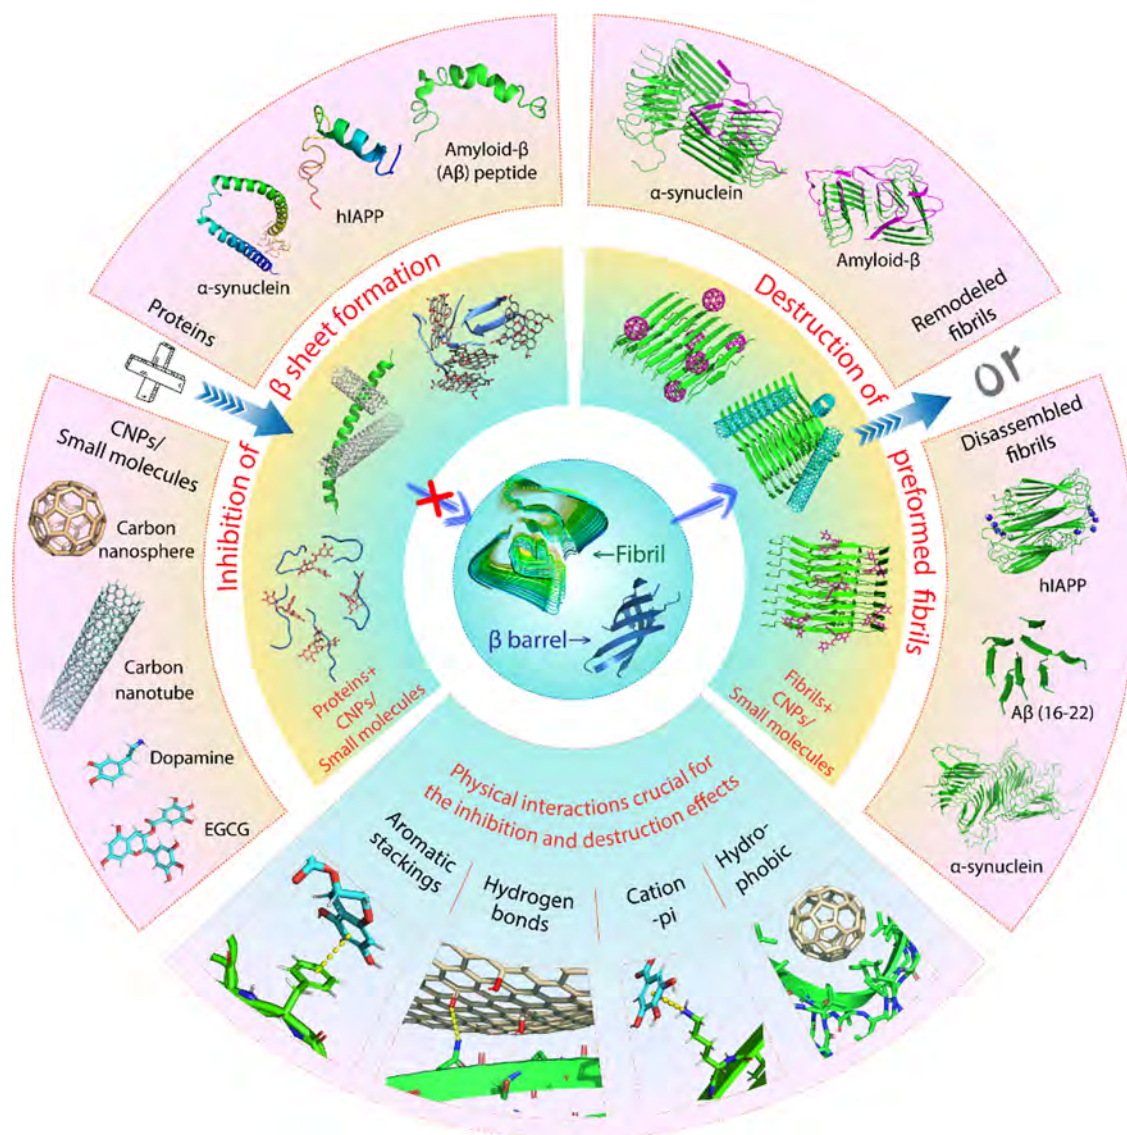 Amyloid-β
(Aβ) peptide
hIAPP
α-synuclein
Proteins
α-synuclein
Amyloid-β
Remodeled
fibrils
or
CNPs/
Small molecules
Carbon
nanosphere
Carbon
nanotube
Dopamine
EGCG
Inhibition of
β sheet formation
Proteins+
CNPs/
Small molecules
←Fibril
β barrel→
Destruction of
preformed fibrils
Fibrils+
CNPs/
Small molecules
Disassembled
fibrils
hIAPP
Aβ (16-22)
α-synuclein
Physical interactions crucial for
the inhibition and destruction effects
Aromatic
stackings
Hydrogen
bonds
Cation
-pi
Hydro-
phobic